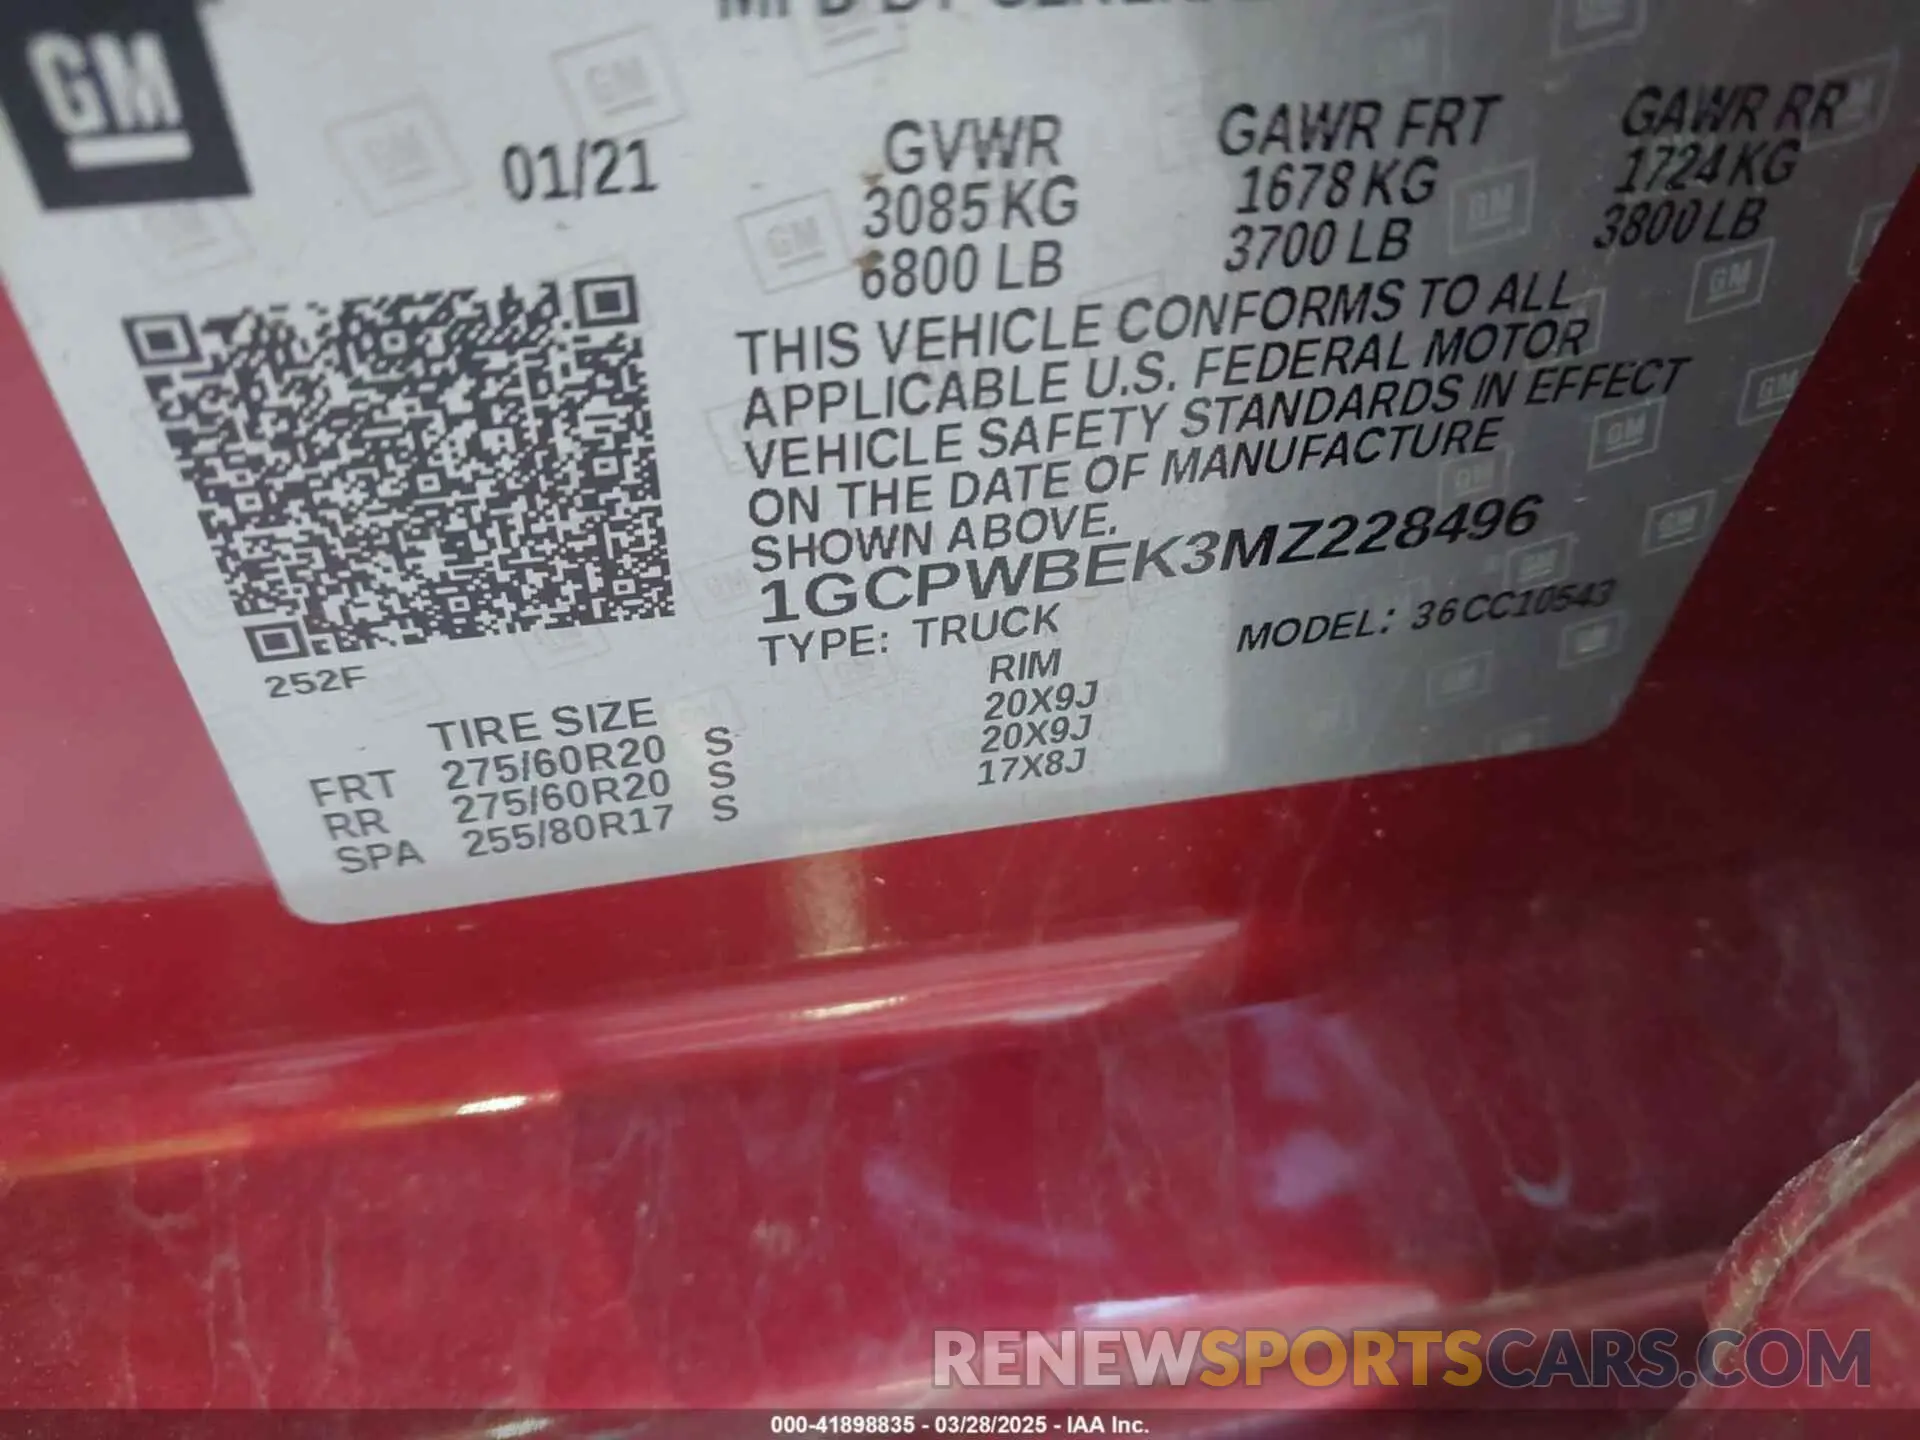 GM
01/21
GVWR
3085 KG
6800 LB
GAWR FRT
1678 KG
3700 LB
GAWR RR
1724 KG
3800 LB
THIS VEHICLE CONFORMS TO ALL
APPLICABLE U.S. FEDERAL MOTOR
VEHICLE SAFETY STANDARDS IN EFFECT
ON THE DATE OF MANUFACTURE
SHOWN ABOVE.
1GCPWBEK3MZ228496
TYPE: TRUCK
MODEL: 36CC10543
252F
TIRE SIZE RIM
FRT 275/60R20 S 20X9J
RR 275/60R20 S 20X9J
SPA 255/80R17 S 17X8J
RENEWSPORTSCARS.COM
000-41898835 - 03/28/2025 - IAA Inc.